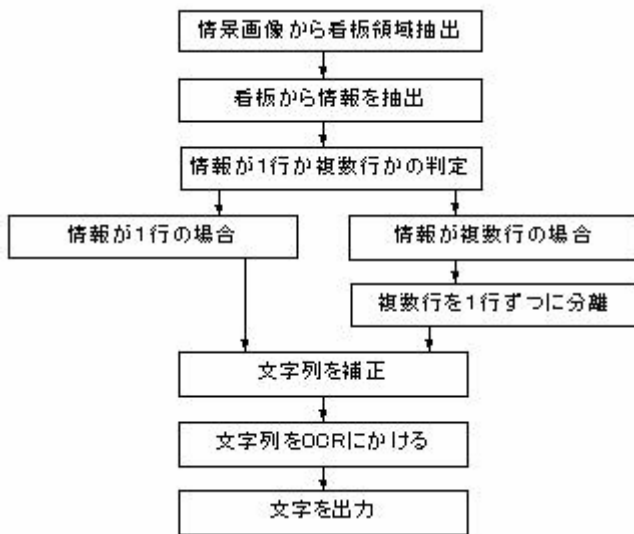 情景画像から看板領域抽出
看板から情報を抽出
情報が1行か複数行かの判定
情報が1行の場合
情報が複数行の場合
複数行を1行ずつに分離
文字列を補正
文字列をOCRにかける
文字を出力